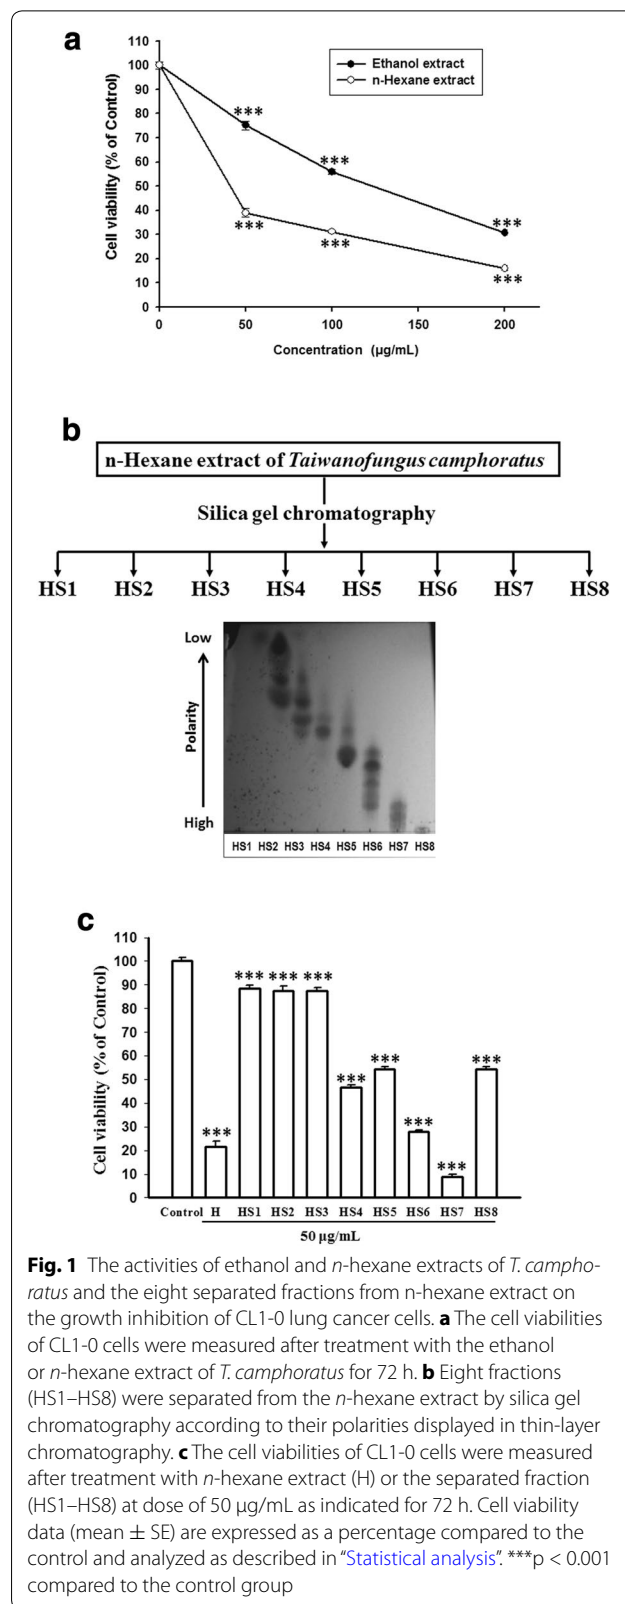 a
110
100
90
80
70
60
50
40
30
20
10
0
Cell viability (% of Control)
Ethanol extract
n-Hexane extract
***
***
***
***
***
***
0 50 100 150 200
Concentration (µg/mL)
b
n-Hexane extract of Taiwanofungus camphoratus
Silica gel chromatography
HS1 HS2 HS3 HS4 HS5 HS6 HS7 HS8
Low
Polarity
High
HS1 HS2 HS3 HS4 HS5 HS6 HS7 HS8
c
110
100
90
80
70
60
50
40
30
20
10
0
Cell viability (% of Control)
*** *** *** *** *** *** *** *** ***
Control H HS1 HS2 HS3 HS4 HS5 HS6 HS7 HS8
50 µg/mL
Fig. 1 The activities of ethanol and n-hexane extracts of T. campho-
ratus and the eight separated fractions from n-hexane extract on
the growth inhibition of CL1-0 lung cancer cells. a The cell viabilities
of CL1-0 cells were measured after treatment with the ethanol
or n-hexane extract of T. camphoratus for 72 h. b Eight fractions
(HS1–HS8) were separated from the n-hexane extract by silica gel
chromatography according to their polarities displayed in thin-layer
chromatography. c The cell viabilities of CL1-0 cells were measured
after treatment with n-hexane extract (H) or the separated fraction
(HS1–HS8) at dose of 50 µg/mL as indicated for 72 h. Cell viability
data (mean ± SE) are expressed as a percentage compared to the
control and analyzed as described in “Statistical analysis”. ***p < 0.001
compared to the control group